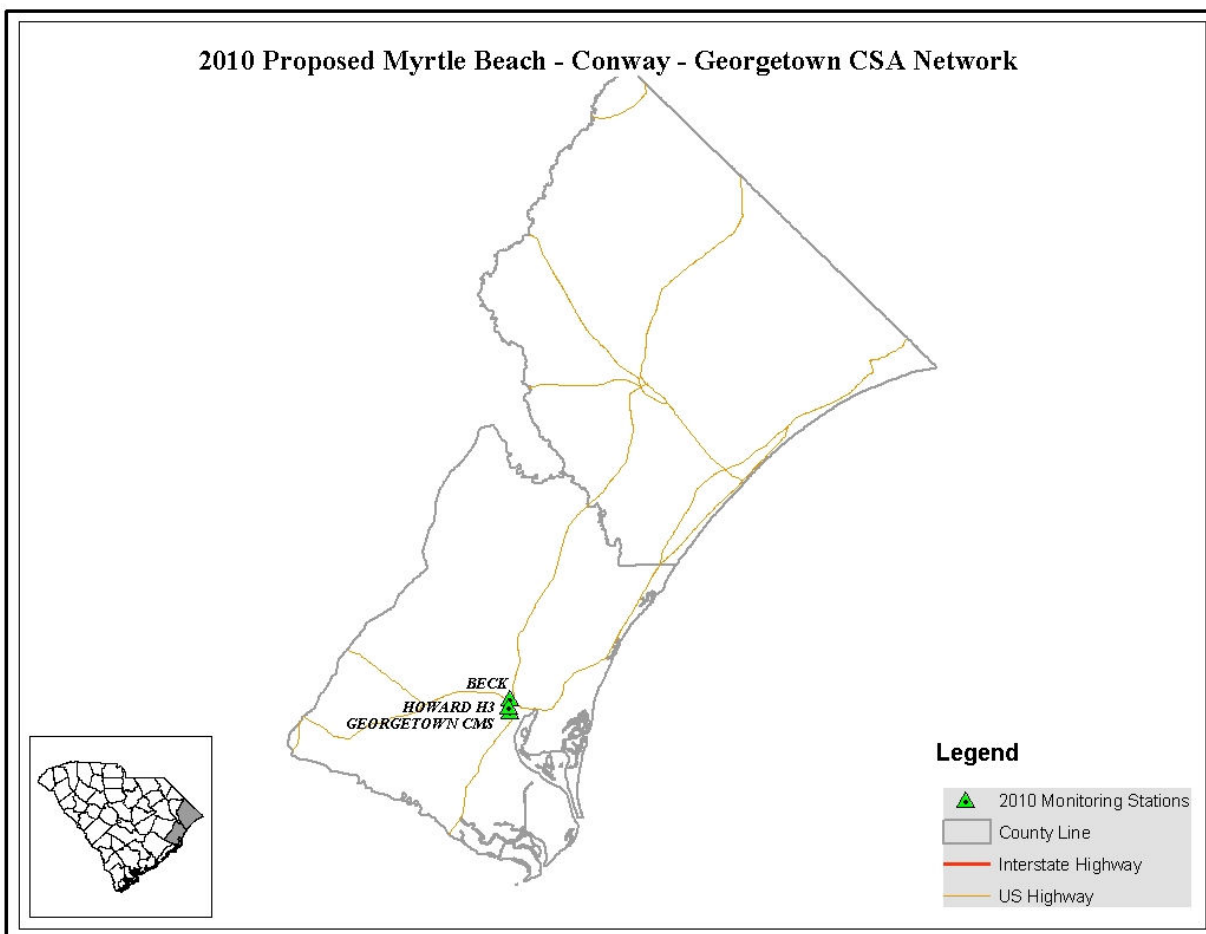 2010 Proposed Myrtle Beach - Conway - Georgetown CSA Network
BECK
HOWARD H3
GEORGETOWN CMS
Legend
2010 Monitoring Stations
County Line
Interstate Highway
US Highway